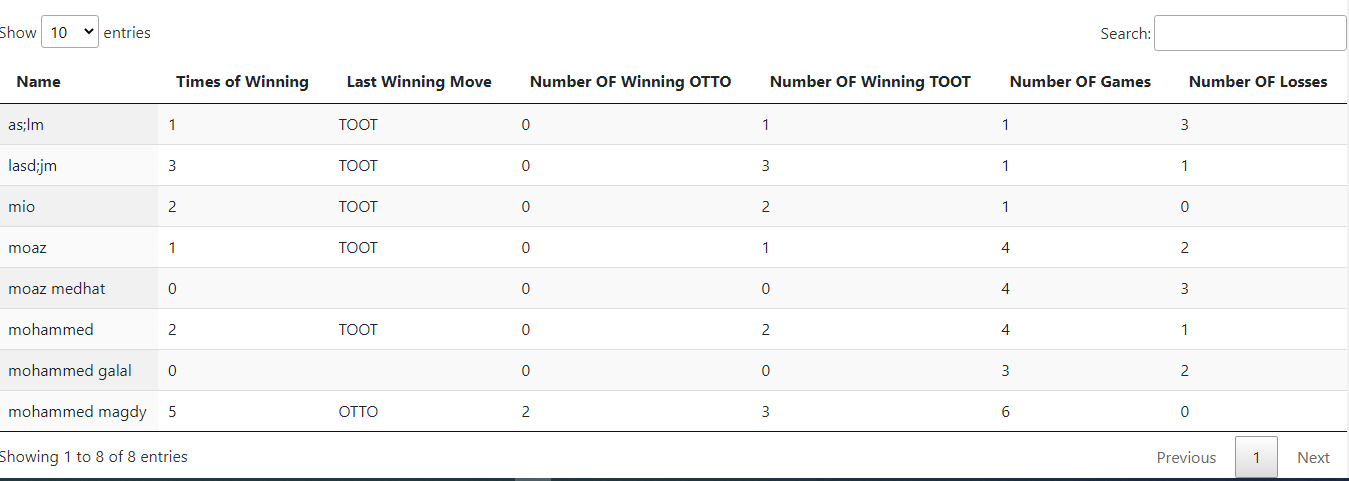 Show 10 entries Search:
Name Times of Winning Last Winning Move Number OF Winning OTTO Number OF Winning TOOT Number OF Games Number OF Losses
as;lm 1 TOOT 0 1 1 3
lasd;jm 3 TOOT 0 3 1 1
mio 2 TOOT 0 2 1 0
moaz 1 TOOT 0 1 4 2
moaz medhat 0 0 0 4 3
mohammed 2 TOOT 0 2 4 1
mohammed galal 0 0 0 3 2
mohammed magdy 5 OTTO 2 3 6 0
Showing 1 to 8 of 8 entries Previous 1 Next